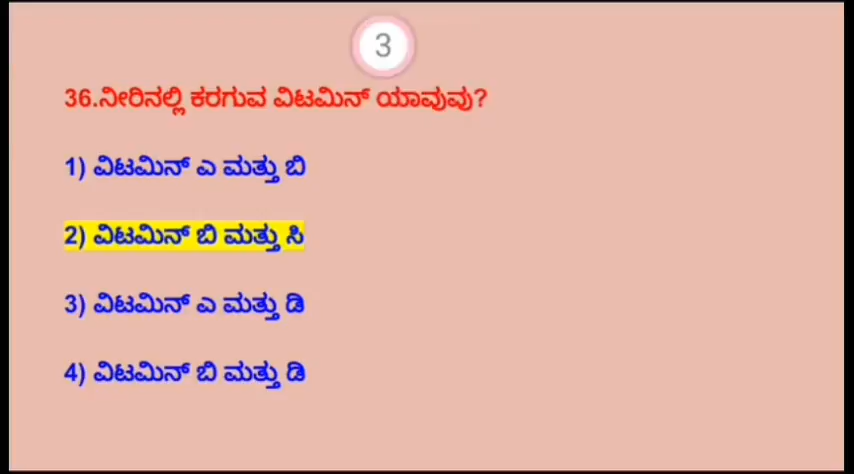 3
36.ನೀರಿನಲ್ಲಿ ಕರಗುವ ವಿಟಮಿನ್ ಯಾವುವು?
1) ವಿಟಮಿನ್ ಎ ಮತ್ತು ಬಿ
2) ವಿಟಮಿನ್ ಬಿ ಮತ್ತು ಸಿ
3) ವಿಟಮಿನ್ ಎ ಮತ್ತು ಡಿ
4) ವಿಟಮಿನ್ ಬಿ ಮತ್ತು ಡಿ